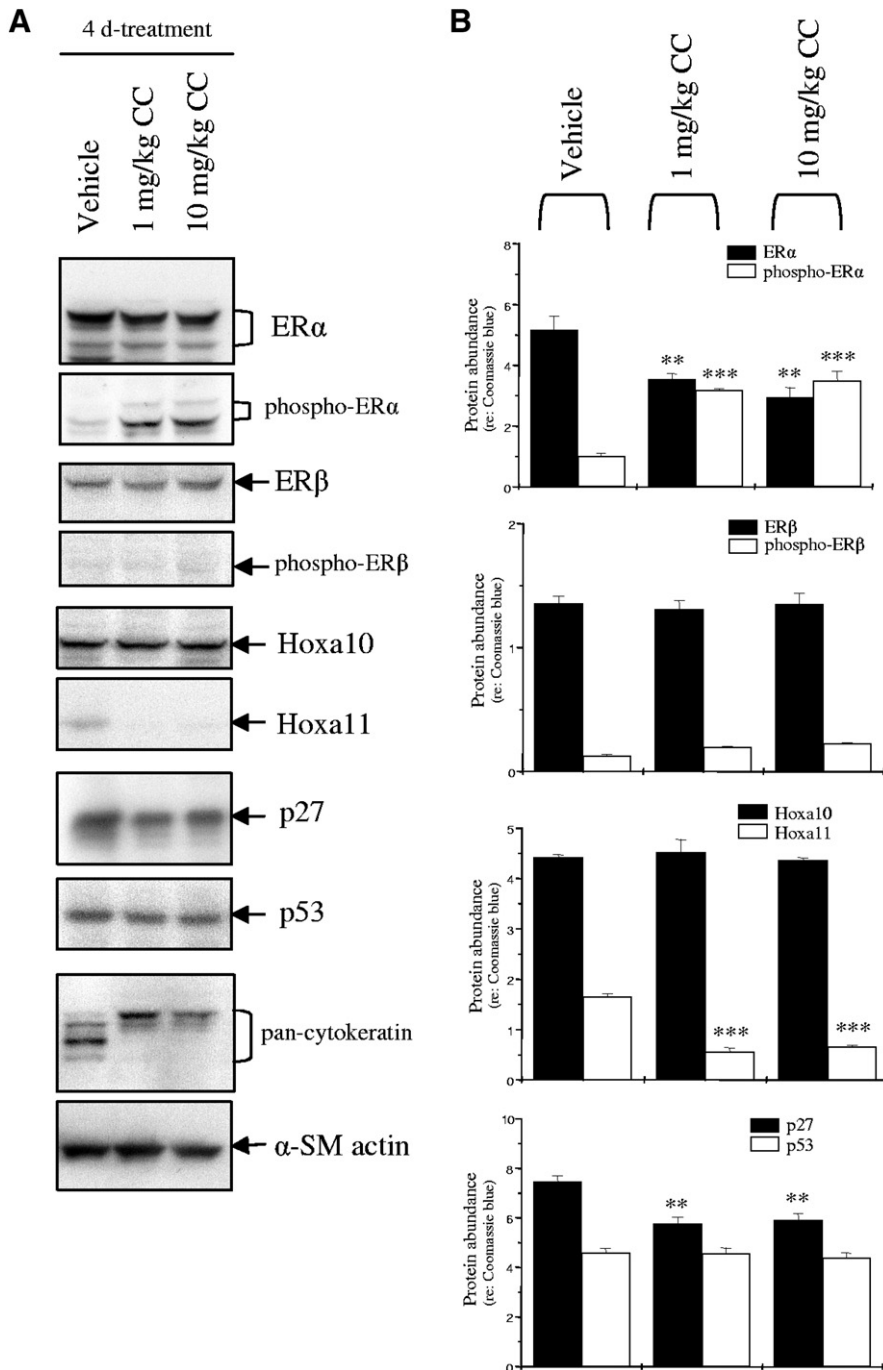 A
4 d-treatment
Vehicle
1 mg/kg CC
10 mg/kg CC
ERα
phospho-ERα
ERβ
phospho-ERβ
Hoxa10
Hoxa11
p27
p53
pan-cytokeratin
α-SM actin
B
Vehicle
1 mg/kg CC
10 mg/kg CC
Protein abundance
(re: Coomassie blue)
8
6
4
2
0
ERα
phospho-ERα
** *** ** ***
Protein abundance
(re: Coomassie blue)
2
1
0
ERβ
phospho-ERβ
Protein abundance
(re: Coomassie blue)
5
4
3
2
1
0
Hoxa10
Hoxa11
*** ***
Protein abundance
(re: Coomassie blue)
10
8
6
4
2
0
p27
p53
** **